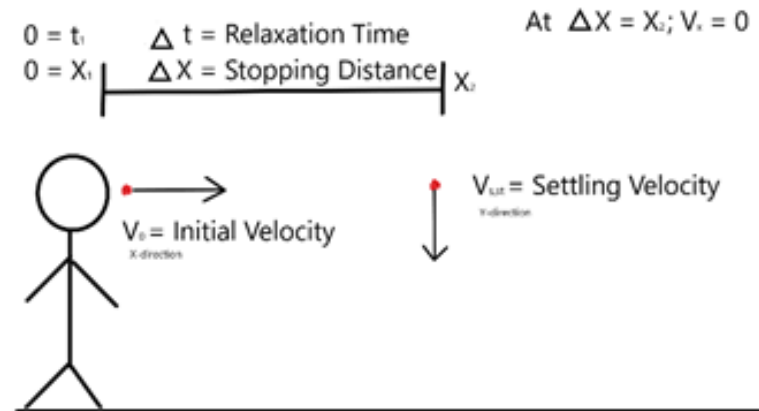 0 = t₁
Δ t = Relaxation Time
At ΔX = X₂; Vₓ = 0
0 = X₁
ΔX = Stopping Distance
X₂
V₀ = Initial Velocity
X-direction
= Settling Velocity
Y-direction